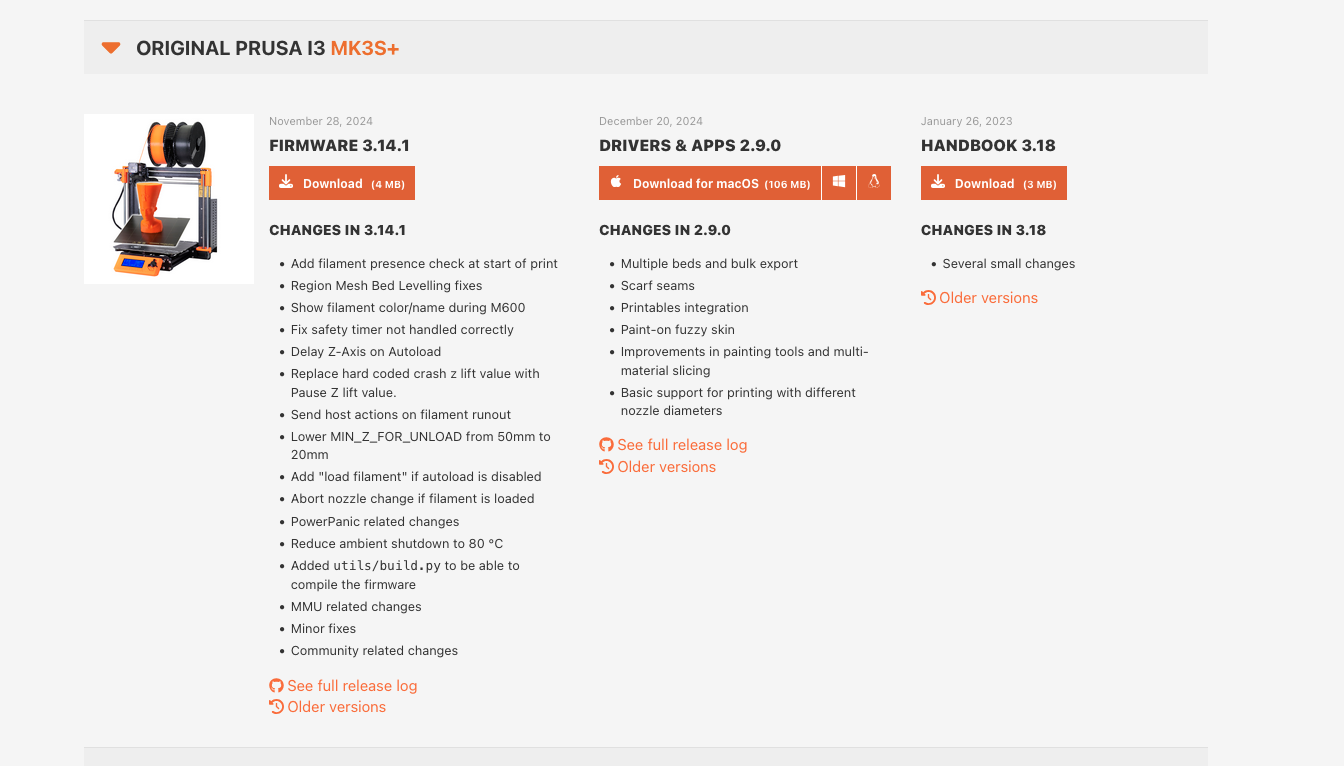 ORIGINAL PRUSA I3 MK3S+
November 28, 2024
FIRMWARE 3.14.1
Download (4 MB)
CHANGES IN 3.14.1
• Add filament presence check at start of print
• Region Mesh Bed Levelling fixes
• Show filament color/name during M600
• Fix safety timer not handled correctly
• Delay Z-Axis on Autoload
• Replace hard coded crash z lift value with
Pause Z lift value.
• Send host actions on filament runout
• Lower MIN_Z_FOR_UNLOAD from 50mm to
20mm
• Add "load filament" if autoload is disabled
• Abort nozzle change if filament is loaded
• PowerPanic related changes
• Reduce ambient shutdown to 80 °C
• Added utils/build.py to be able to
compile the firmware
• MMU related changes
• Minor fixes
• Community related changes
See full release log
Older versions
December 20, 2024
DRIVERS & APPS 2.9.0
Download for macOS (106 MB)
CHANGES IN 2.9.0
• Multiple beds and bulk export
• Scarf seams
• Printables integration
• Paint-on fuzzy skin
• Improvements in painting tools and multi-
material slicing
• Basic support for printing with different
nozzle diameters
See full release log
Older versions
January 26, 2023
HANDBOOK 3.18
Download (3 MB)
CHANGES IN 3.18
• Several small changes
Older versions